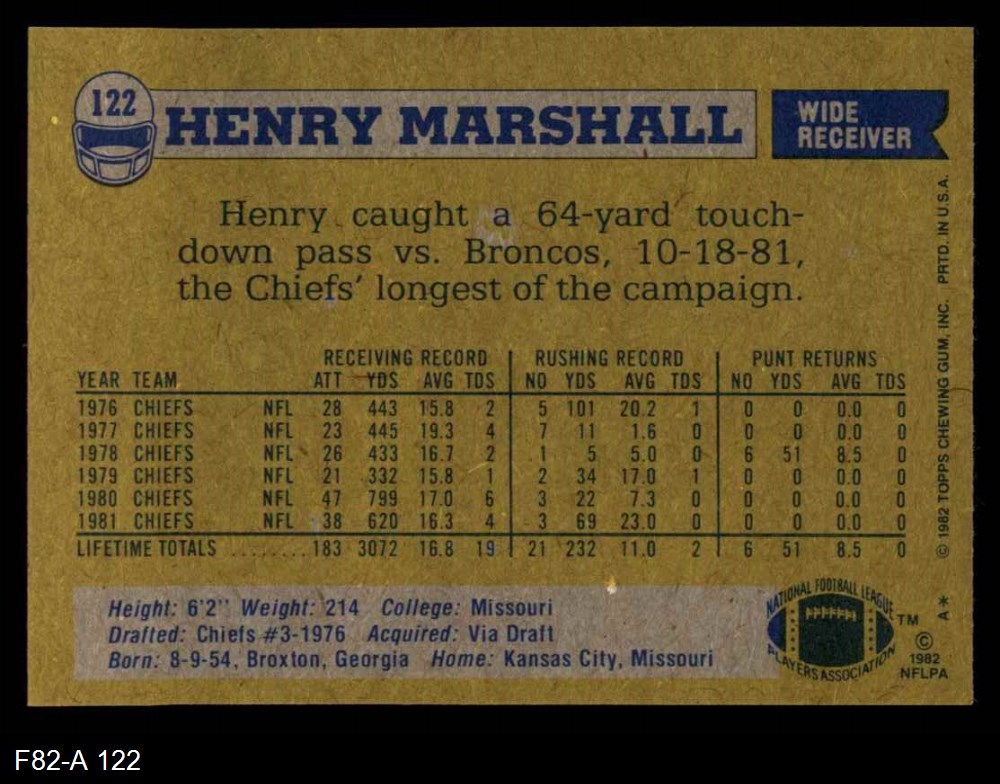 122
HENRY MARSHALL
WIDE
RECEIVER
Henry caught a 64-yard touch-
down pass vs. Broncos, 10-18-81,
the Chiefs' longest of the campaign.
RECEIVING RECORD RUSHING RECORD PUNT RETURNS
YEAR TEAM ATT YDS AVG TDS NO YDS AVG TDS NO YDS AVG TDS
1976 CHIEFS NFL 28 443 15.8 2 5 101 20.2 1 0 0 0.0 0
1977 CHIEFS NFL 23 445 19.3 4 7 11 1.6 0 0 0 0.0 0
1978 CHIEFS NFL 26 433 16.7 2 1 5 5.0 0 6 51 8.5 0
1979 CHIEFS NFL 21 332 15.8 1 2 34 17.0 1 0 0 0.0 0
1980 CHIEFS NFL 47 799 17.0 6 3 22 7.3 0 0 0 0.0 0
1981 CHIEFS NFL 38 620 16.3 4 3 69 23.0 0 0 0 0.0 0
LIFETIME TOTALS ........ 183 3072 16.8 19 21 232 11.0 2 6 51 8.5 0
Height: 6'2" Weight: 214 College: Missouri
Drafted: Chiefs #3-1976 Acquired: Via Draft
Born: 8-9-54, Broxton, Georgia Home: Kansas City, Missouri
NATIONAL FOOTBALL LEAGUE
PLAYERS ASSOCIATION
TM
©
1982
NFLPA
A*
© 1982 TOPPS CHEWING GUM, INC. PRTD. IN U.S.A.
F82-A 122